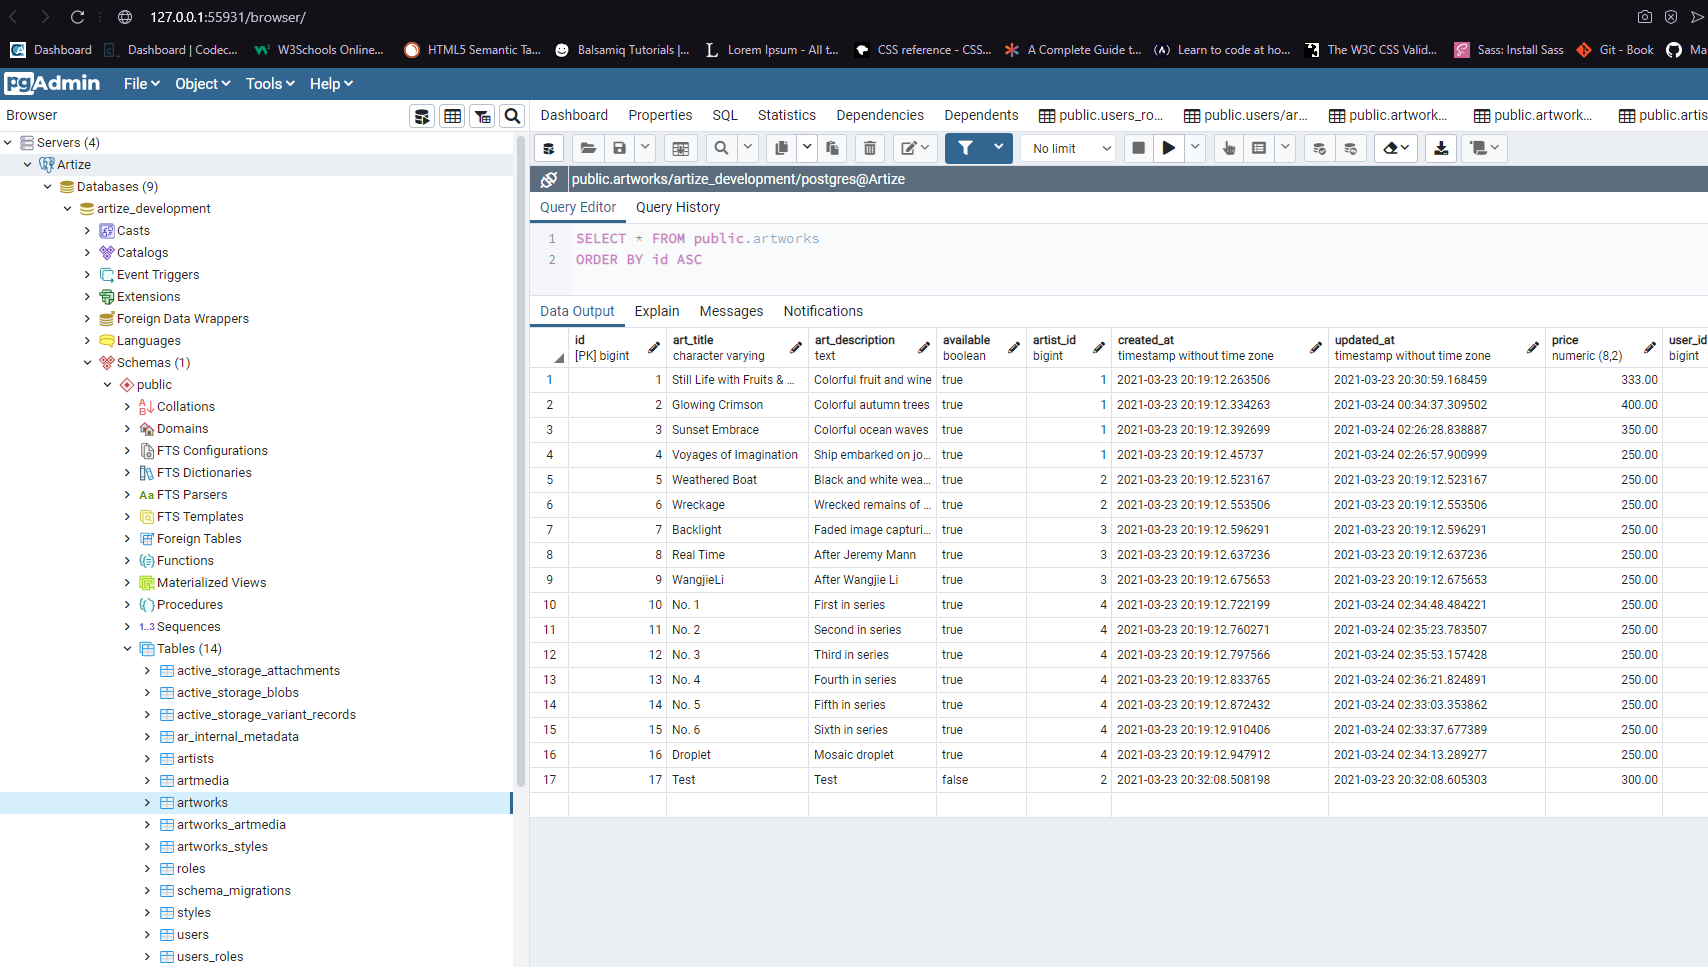 127.0.0.1:55931/browser/
Dashboard
Dashboard | Codec...
W3Schools Online...
HTML5 Semantic Ta...
Balsamiq Tutorials |...
Lorem Ipsum - All t...
CSS reference - CSS...
A Complete Guide t...
Learn to code at ho...
The W3C CSS Valid...
Sass: Install Sass
Git - Book
Ma
pgAdmin
File
Object
Tools
Help
Browser
Dashboard
Properties
SQL
Statistics
Dependencies
Dependents
public.users_ro...
public.users/ar...
public.artwork...
public.artwork...
public.artis
No limit
public.artworks/artize_development/postgres@Artize
Query Editor
Query History
1 SELECT * FROM public.artworks
2 ORDER BY id ASC
Data Output
Explain
Messages
Notifications
Servers (4)
Artize
Databases (9)
artize_development
Casts
Catalogs
Event Triggers
Extensions
Foreign Data Wrappers
Languages
Schemas (1)
public
Collations
Domains
FTS Configurations
FTS Dictionaries
Aa FTS Parsers
FTS Templates
Foreign Tables
Functions
Materialized Views
Procedures
1..3 Sequences
Tables (14)
active_storage_attachments
active_storage_blobs
active_storage_variant_records
ar_internal_metadata
artists
artmedia
artworks
artworks_artmedia
artworks_styles
roles
schema_migrations
styles
users
users_roles
id art_title art_description available artist_id created_at updated_at price user_id
[PK] bigint character varying text boolean bigint timestamp without time zone timestamp without time zone numeric (8,2) bigint
1 1 Still Life with Fruits & ... Colorful fruit and wine true 1 2021-03-23 20:19:12.263506 2021-03-23 20:30:59.168459 333.00
2 2 Glowing Crimson Colorful autumn trees true 1 2021-03-23 20:19:12.334263 2021-03-24 00:34:37.309502 400.00
3 3 Sunset Embrace Colorful ocean waves true 1 2021-03-23 20:19:12.392699 2021-03-24 02:26:28.838887 350.00
4 4 Voyages of Imagination Ship embarked on jo... true 1 2021-03-23 20:19:12.45737 2021-03-24 02:26:57.900999 250.00
5 5 Weathered Boat Black and white wea... true 2 2021-03-23 20:19:12.523167 2021-03-23 20:19:12.523167 250.00
6 6 Wreckage Wrecked remains of ... true 2 2021-03-23 20:19:12.553506 2021-03-23 20:19:12.553506 250.00
7 7 Backlight Faded image capturi... true 3 2021-03-23 20:19:12.596291 2021-03-23 20:19:12.596291 250.00
8 8 Real Time After Jeremy Mann true 3 2021-03-23 20:19:12.637236 2021-03-23 20:19:12.637236 250.00
9 9 WangjieLi After Wangjie Li true 3 2021-03-23 20:19:12.675653 2021-03-23 20:19:12.675653 250.00
10 10 No. 1 First in series true 4 2021-03-23 20:19:12.722199 2021-03-24 02:34:48.484221 250.00
11 11 No. 2 Second in series true 4 2021-03-23 20:19:12.760271 2021-03-24 02:35:23.783507 250.00
12 12 No. 3 Third in series true 4 2021-03-23 20:19:12.797566 2021-03-24 02:35:53.157428 250.00
13 13 No. 4 Fourth in series true 4 2021-03-23 20:19:12.833765 2021-03-24 02:36:21.824891 250.00
14 14 No. 5 Fifth in series true 4 2021-03-23 20:19:12.872432 2021-03-24 02:33:03.353862 250.00
15 15 No. 6 Sixth in series true 4 2021-03-23 20:19:12.910406 2021-03-24 02:33:37.677389 250.00
16 16 Droplet Mosaic droplet true 4 2021-03-23 20:19:12.947912 2021-03-24 02:34:13.289277 250.00
17 17 Test Test false 2 2021-03-23 20:32:08.508198 2021-03-23 20:32:08.605303 300.00